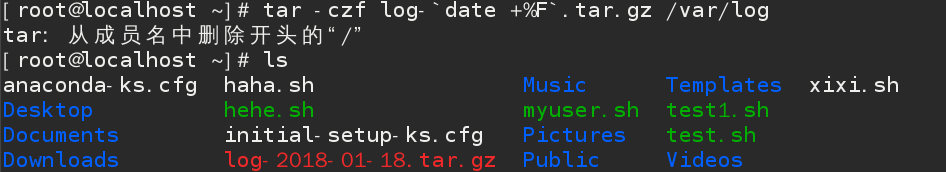 [root@localhost ~]# tar -czf log-`date +%F`.tar.gz /var/log
tar: 从成员名中删除开头的“/”
[root@localhost ~]# ls
anaconda-ks.cfg haha.sh Music Templates xixi.sh
Desktop hehe.sh myuser.sh test1.sh
Documents initial-setup-ks.cfg Pictures test.sh
Downloads log-2018-01-18.tar.gz Public Videos